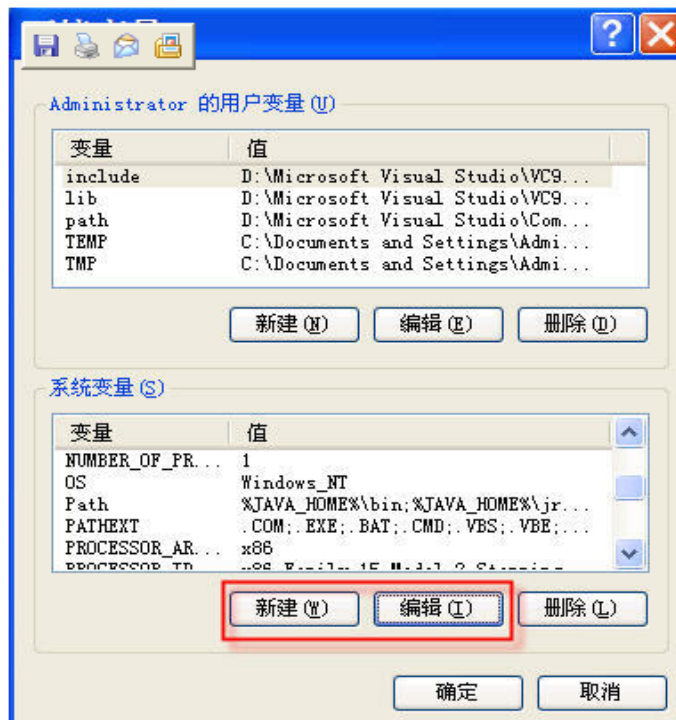 Administrator 的用户变量(U)
变量 值
include D:\Microsoft Visual Studio\VC9...
lib D:\Microsoft Visual Studio\VC9...
path D:\Microsoft Visual Studio\Com...
TEMP C:\Documents and Settings\Admi...
TMP C:\Documents and Settings\Admi...
新建(N) 编辑(E) 删除(D)
系统变量(S)
变量 值
NUMBER_OF_PR... 1
OS Windows_NT
Path %JAVA_HOME%\bin;%JAVA_HOME%\jr...
PATHEXT .COM;.EXE;.BAT;.CMD;.VBS;.VBE;...
PROCESSOR_AR... x86
新建(W) 编辑(I) 删除(L)
确定 取消